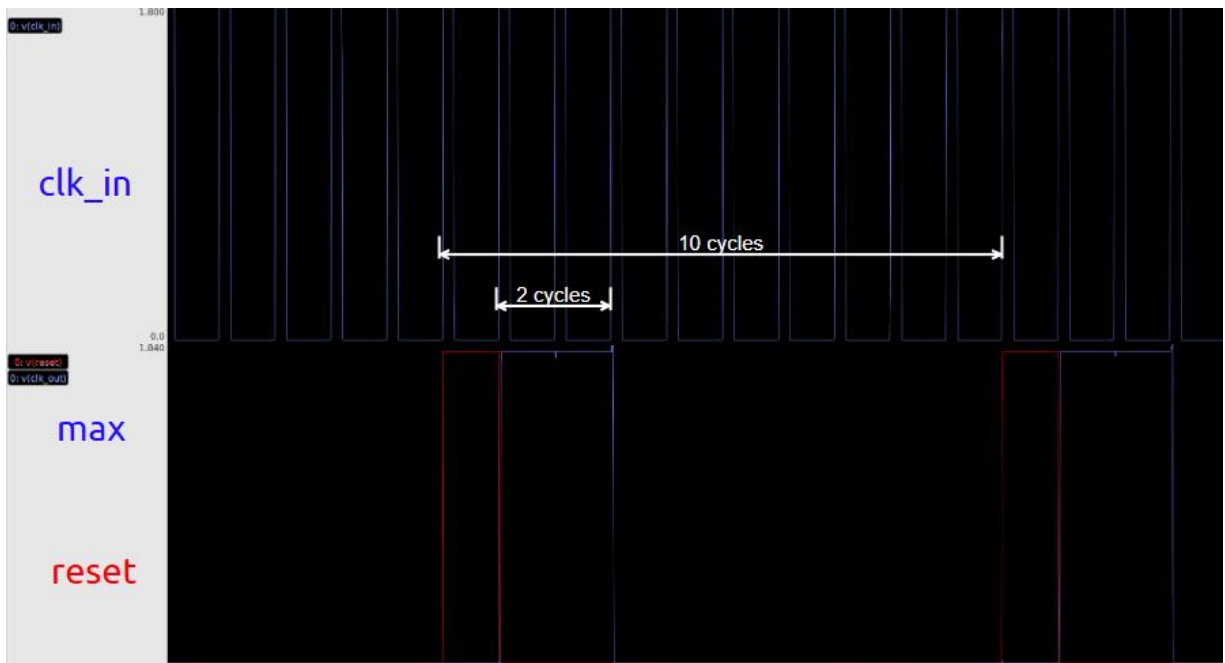 1.800
0: v(clk_in)
clk_in
10 cycles
2 cycles
0.0
1.040
0: v(reset)
0: v(clk_out)
max
reset